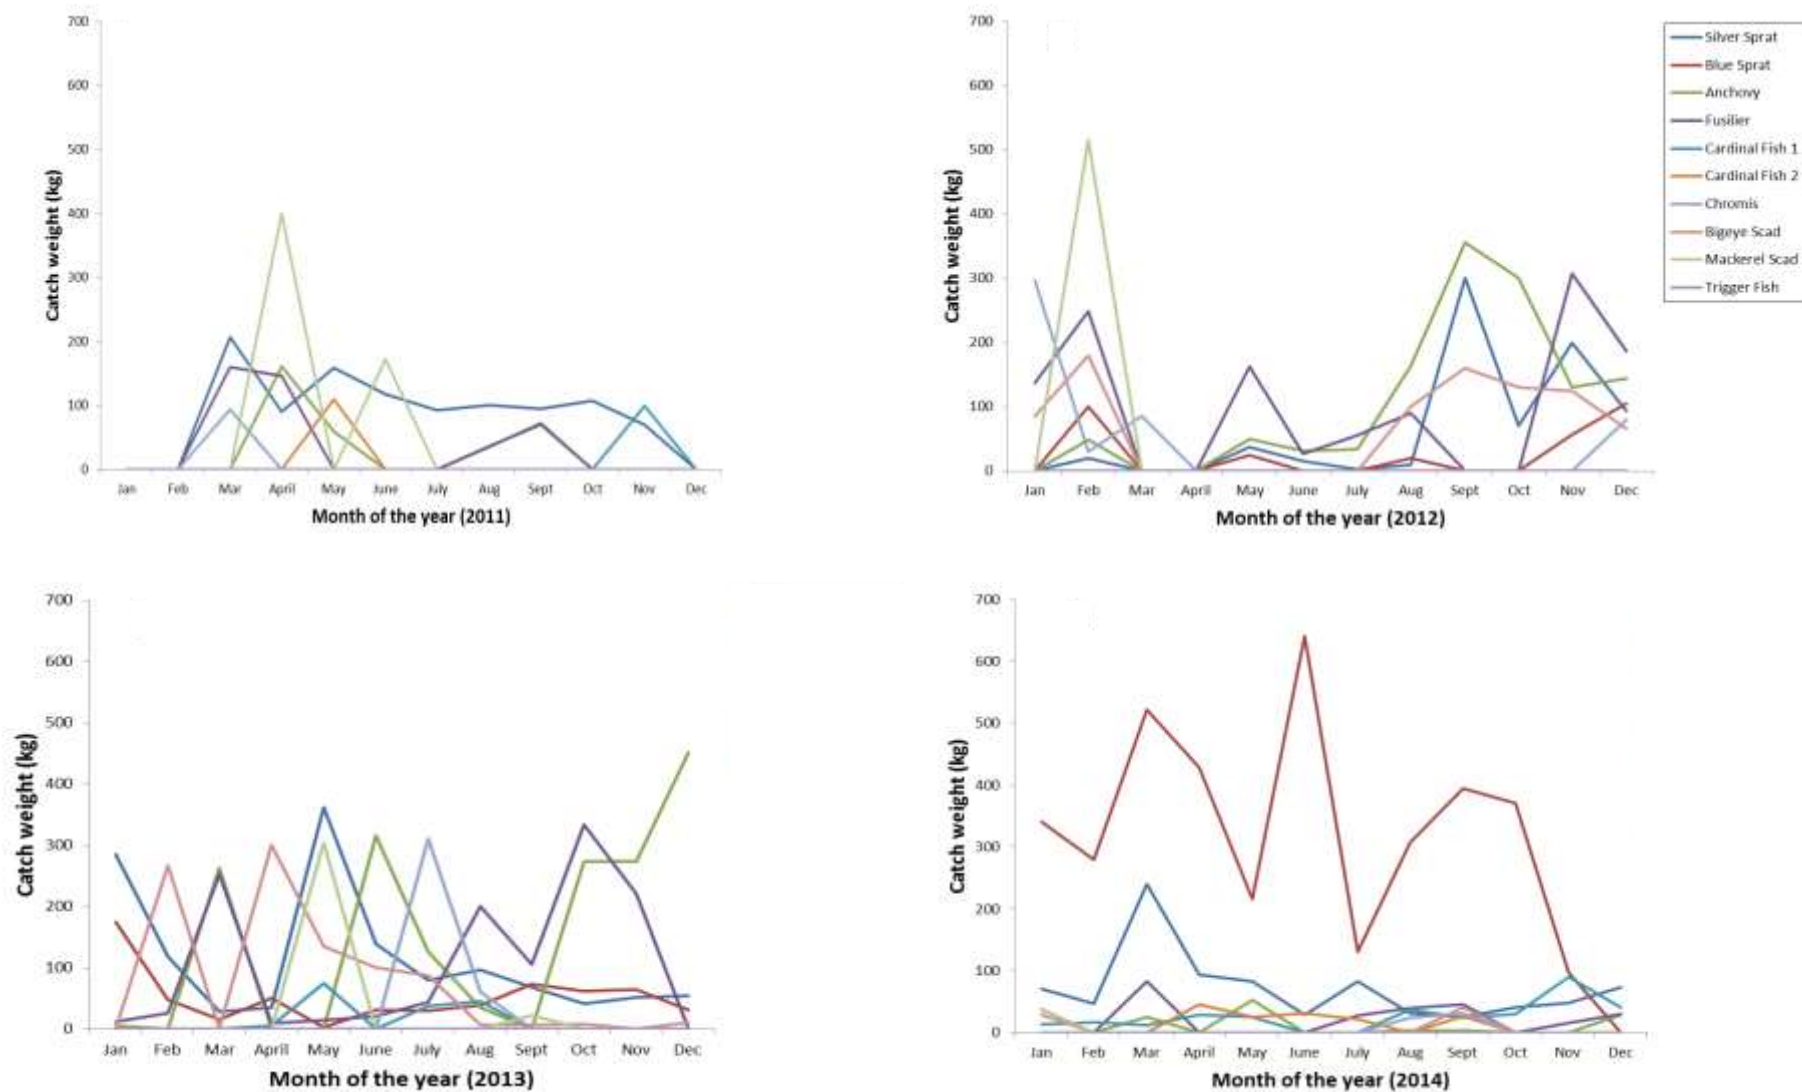 700
600
500
400
300
200
100
0
Catch weight (kg)
Jan Feb Mar April May June July Aug Sept Oct Nov Dec
Month of the year (2011)
700
600
500
400
300
200
100
0
Catch weight (kg)
Jan Feb Mar April May June July Aug Sept Oct Nov Dec
Month of the year (2012)
Silver Sprat
Blue Sprat
Anchovy
Fusilier
Cardinal Fish 1
Cardinal Fish 2
Chromis
Bigeye Scad
Mackerel Scad
Trigger Fish
700
600
500
400
300
200
100
0
Catch weight (kg)
Jan Feb Mar April May June July Aug Sept Oct Nov Dec
Month of the year (2013)
700
600
500
400
300
200
100
0
Catch weight (kg)
Jan Feb Mar April May June July Aug Sept Oct Nov Dec
Month of the year (2014)